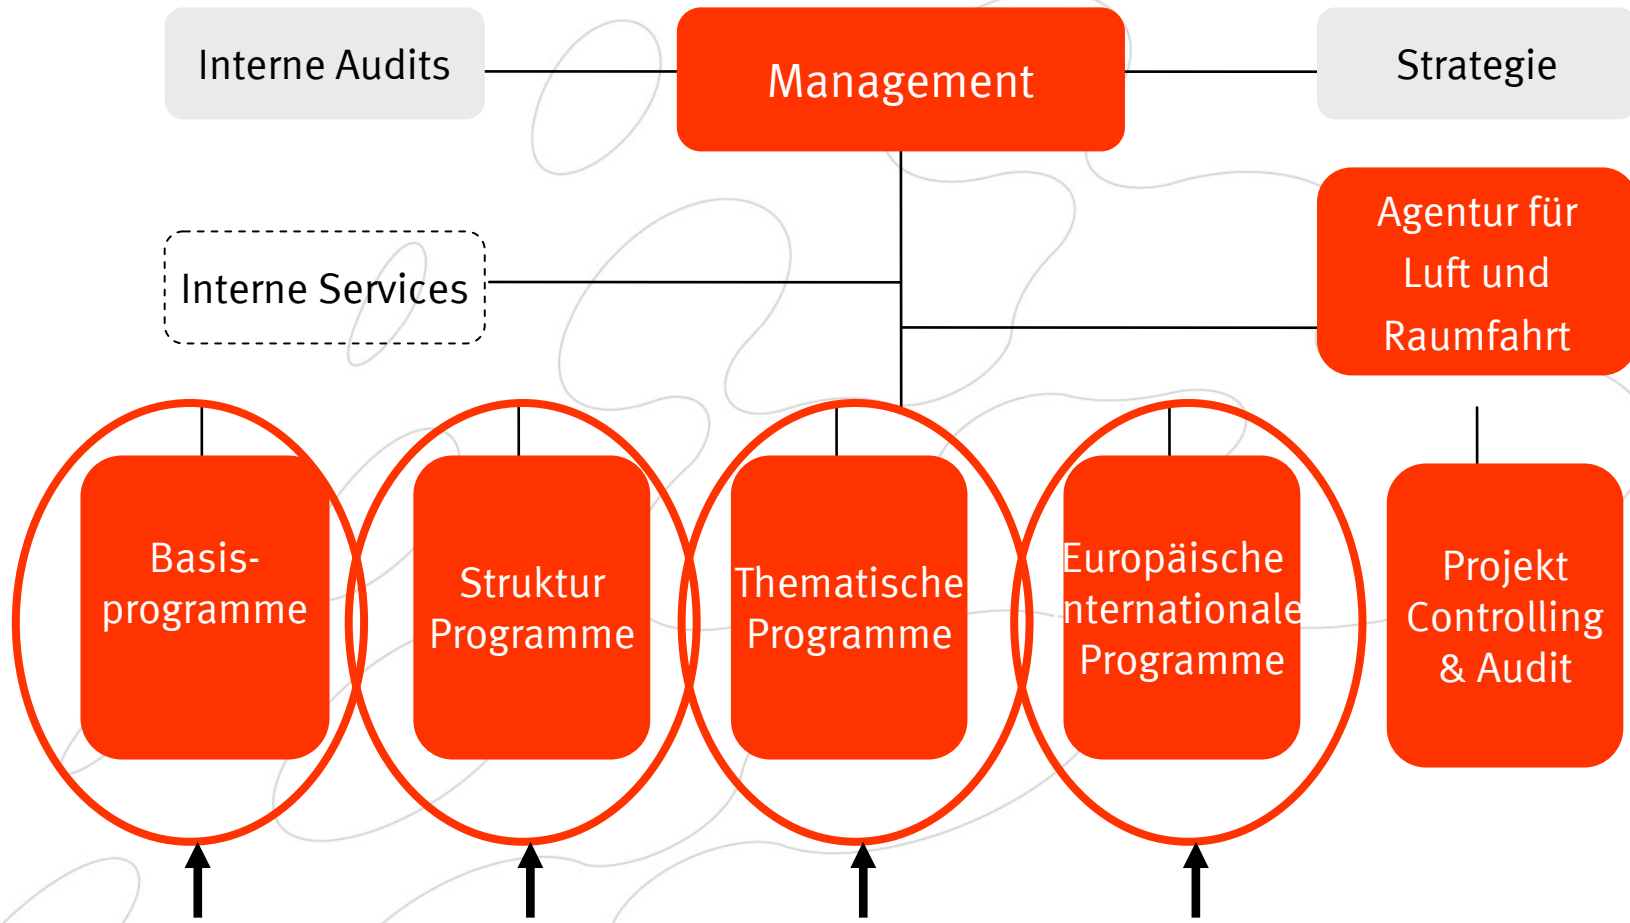 Interne Audits
Management
Strategie
Agentur für
Luft und
Raumfahrt
Interne Services
Basis-
programme
Struktur
Programme
Thematische
Programme
Europäische
nternationale
Programme
Projekt
Controlling
& Audit